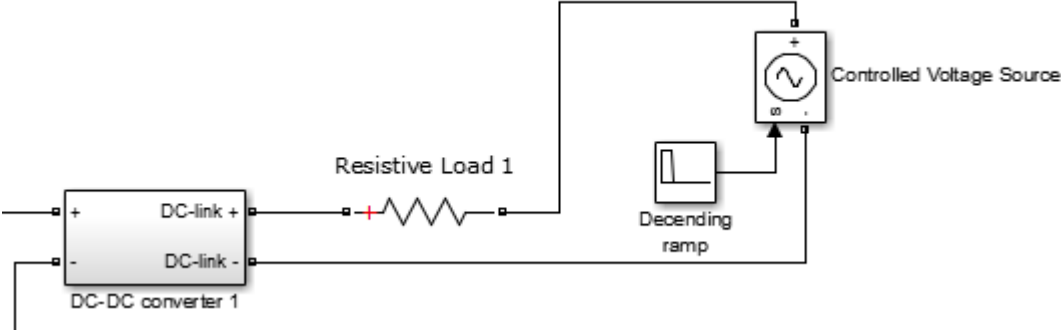 Controlled Voltage Source
+
s
-
Resistive Load 1
Decending
ramp
+ DC-link +
- DC-link -
DC-DC converter 1